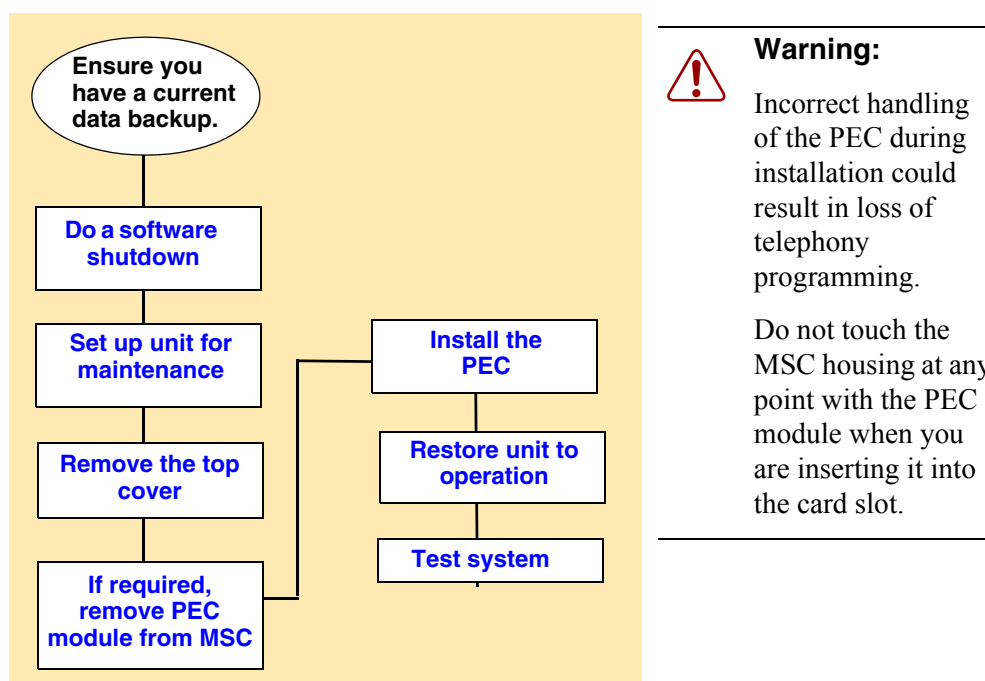 Ensure you
have a current
data backup.
Do a software
shutdown
Set up unit for
maintenance
Remove the top
cover
If required,
remove PEC
module from MSC
Install the
PEC
Restore unit to
operation
Test system
Warning:
Incorrect handling
of the PEC during
installation could
result in loss of
telephony
programming.
Do not touch the
MSC housing at any
point with the PEC
module when you
are inserting it into
the card slot.